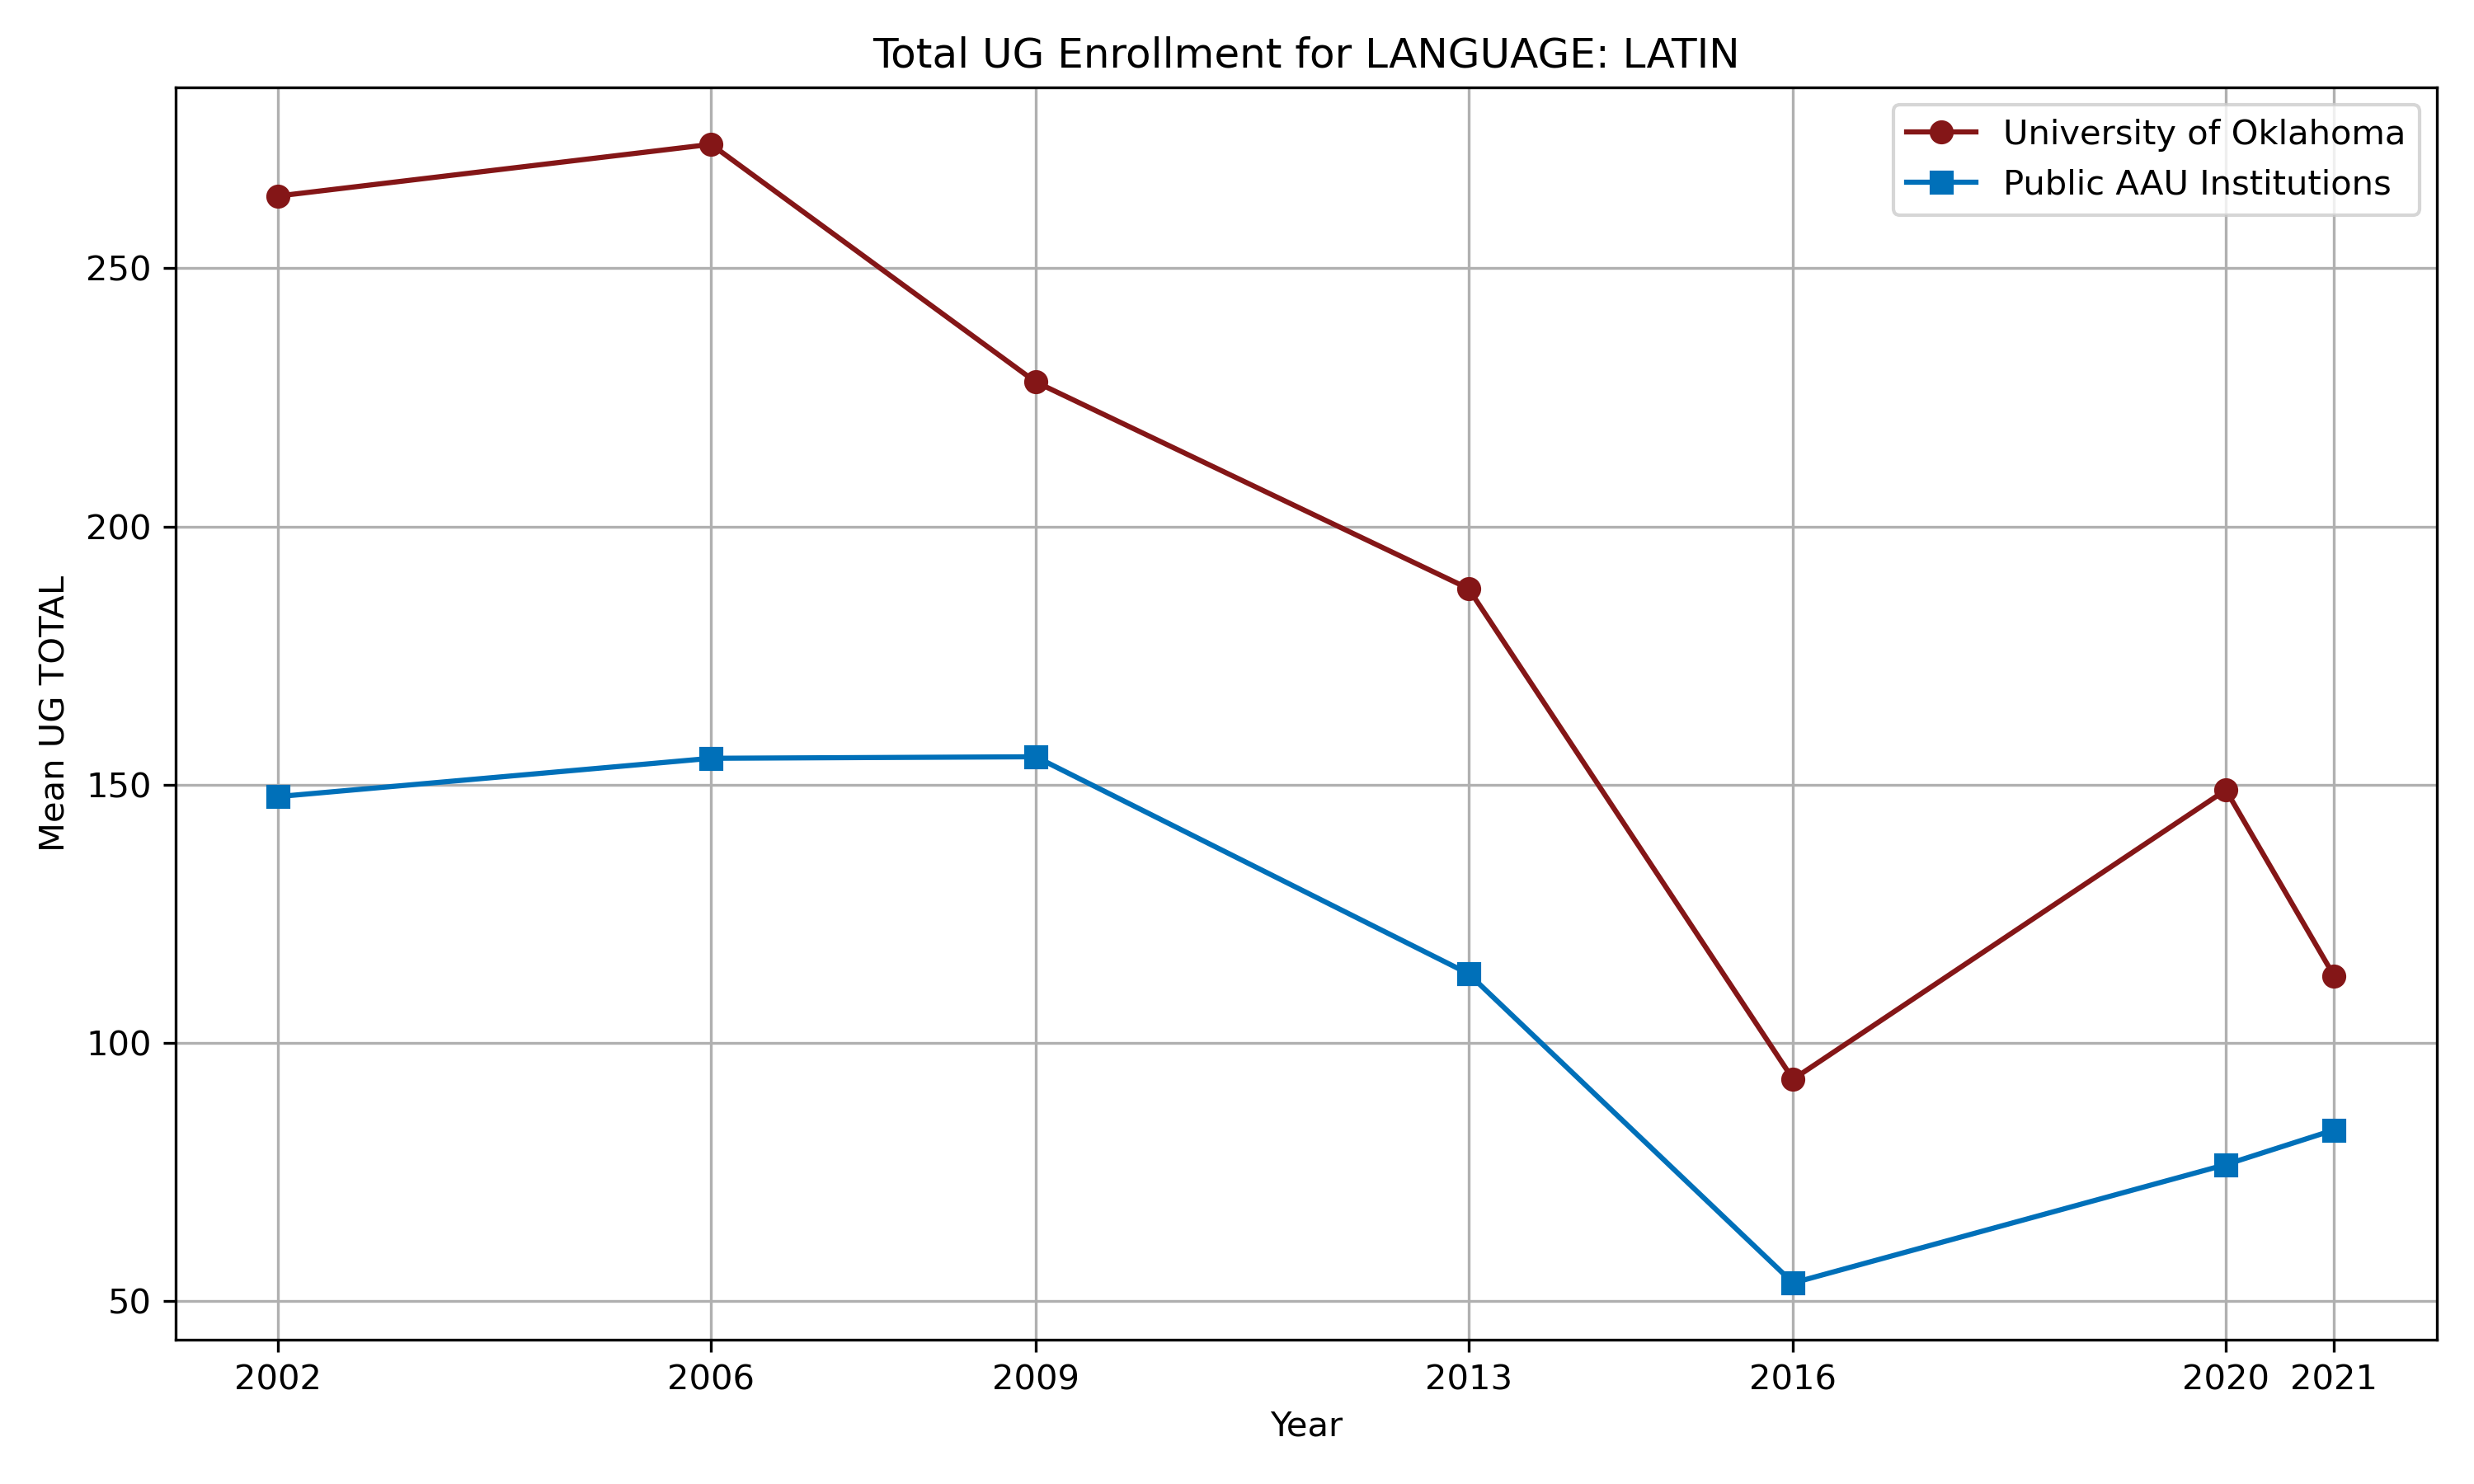 Total UG Enrollment for LANGUAGE: LATIN
University of Oklahoma
Public AAU Institutions
Mean UG TOTAL
250
200
150
100
50
2002 2006 2009 2013 2016 2020 2021
Year